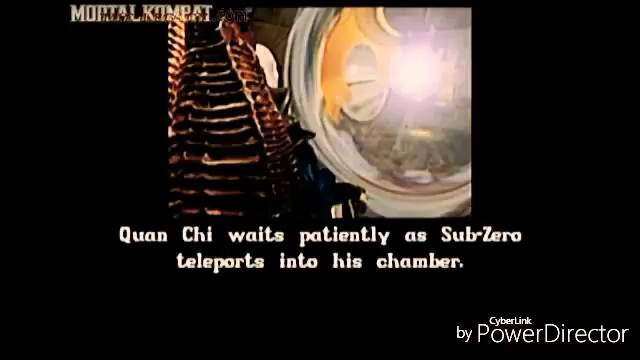 MORTAL KOMBAT
Quan Chi waits patiently as Sub-Zero
teleports into his chamber.
CyberLink
by PowerDirector